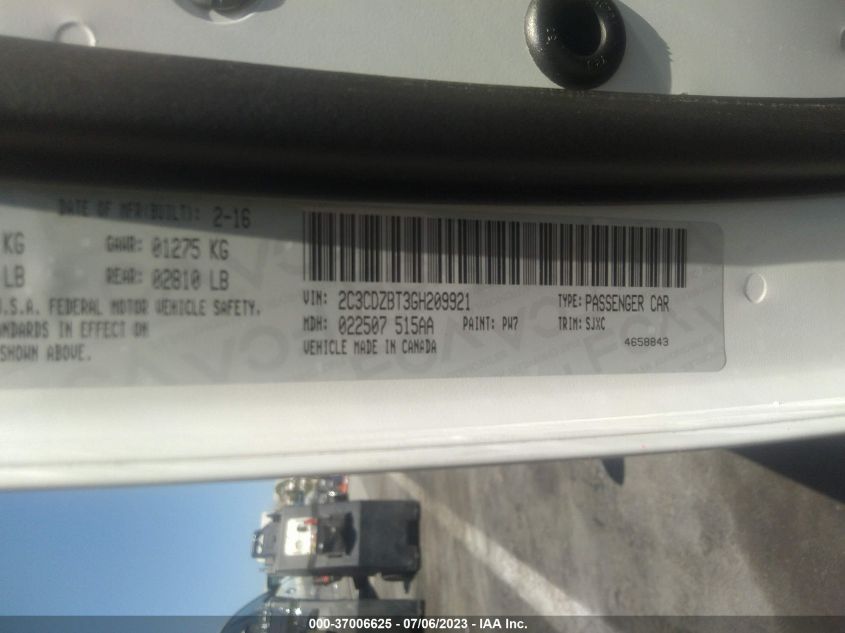 DATE OF MFR(BUILT): 2-16
KG GAWR: 01275 KG
LB REAR: 02810 LB
U.S.A. FEDERAL MOTOR VEHICLE SAFETY.
STANDARDS IN EFFECT ON
SHOWN ABOVE.
VIN: 2C3CDZBT3GH209921 TYPE: PASSENGER CAR
MDH: 022507 515AA PAINT: PW7 TRIM: SJXC
VEHICLE MADE IN CANADA 4658843
000-37006625 - 07/06/2023 - IAA Inc.